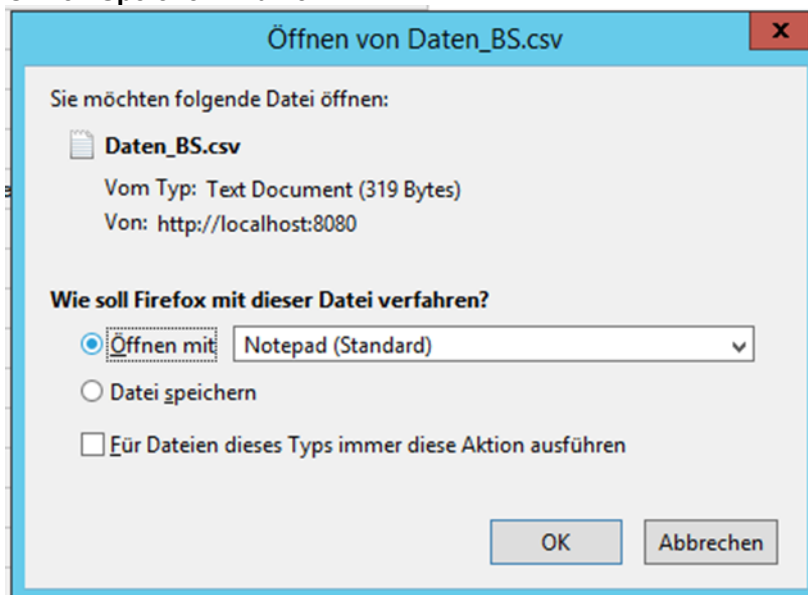 Öffnen von Daten_BS.csv
x
Sie möchten folgende Datei öffnen:
Daten_BS.csv
Vom Typ: Text Document (319 Bytes)
Von: http://localhost:8080
Wie soll Firefox mit dieser Datei verfahren?
Öffnen mit Notepad (Standard)
Datei speichern
Für Dateien dieses Typs immer diese Aktion ausführen
OK Abbrechen